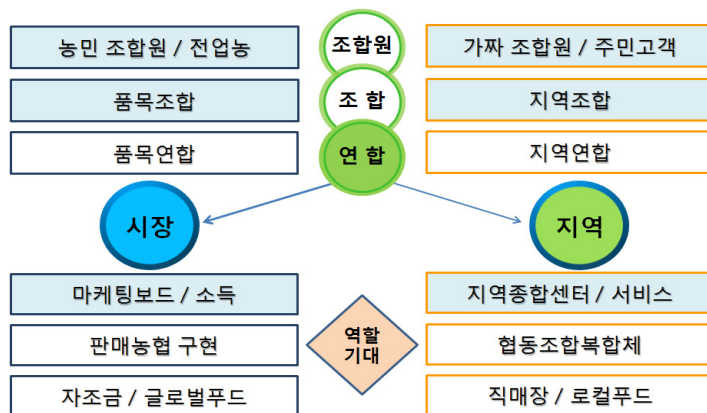 농민 조합원 / 전업농
조합원
가짜 조합원 / 주민고객
품목조합
조 합
지역조합
품목연합
연 합
지역연합
시장
지역
마케팅보드 / 소득
지역종합센터 / 서비스
판매농협 구현
역할
기대
협동조합복합체
자조금 / 글로벌푸드
직매장 / 로컬푸드